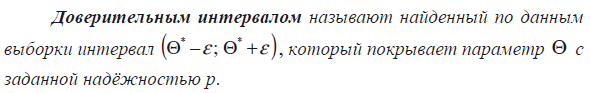 Доверительным интервалом называют найденный по данным
выборки интервал (Θ* − ε; Θ* + ε), который покрывает параметр Θ с
заданной надёжностью p.